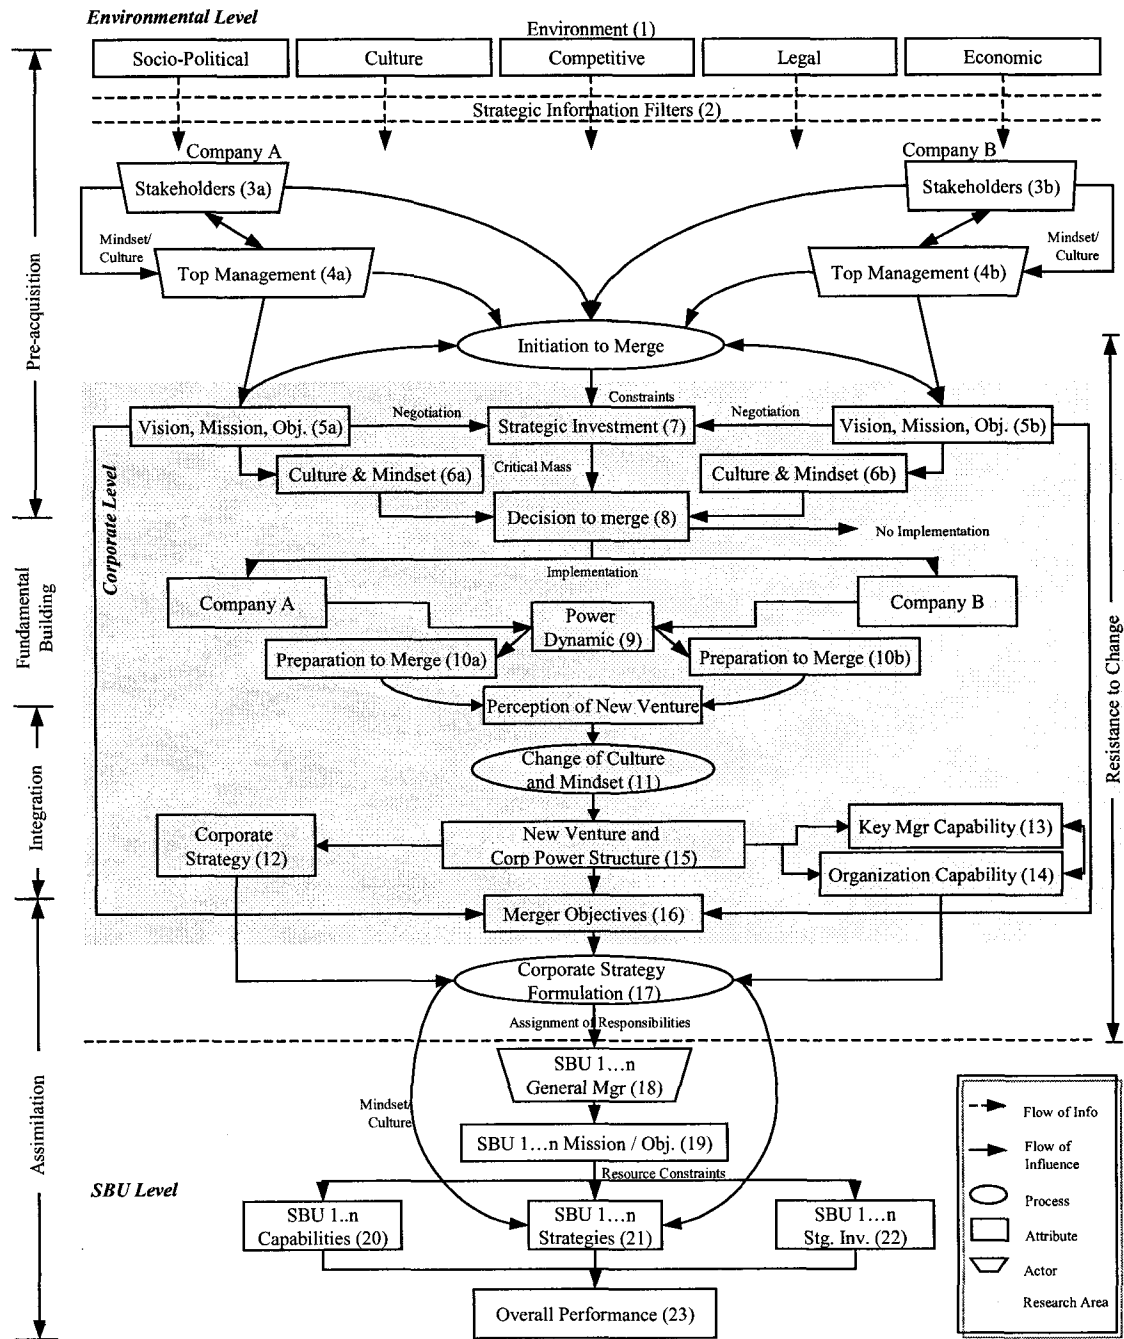 Environmental Level
Environment (1)
Socio-Political
Culture
Competitive
Legal
Economic
Strategic Information Filters (2)
Company A
Company B
Stakeholders (3a)
Stakeholders (3b)
Mindset/
Culture
Mindset/
Culture
Top Management (4a)
Top Management (4b)
Pre-acquisition
Initiation to Merge
Constraints
Vision, Mission, Obj. (5a)
Negotiation
Strategic Investment (7)
Negotiation
Vision, Mission, Obj. (5b)
Culture & Mindset (6a)
Critical Mass
Culture & Mindset (6b)
Corporate Level
Decision to merge (8)
No Implementation
Implementation
Fundamental
Building
Company A
Company B
Power
Dynamic (9)
Preparation to Merge (10a)
Preparation to Merge (10b)
Resistance to Change
Perception of New Venture
Change of Culture
and Mindset (11)
Integration
Corporate
Strategy (12)
New Venture and
Corp Power Structure (15)
Key Mgr Capability (13)
Organization Capability (14)
Merger Objectives (16)
Corporate Strategy
Formulation (17)
Assignment of Responsibilities
SBU 1...n
General Mgr (18)
Mindset/
Culture
Assimilation
SBU 1...n Mission / Obj. (19)
Resource Constraints
SBU Level
SBU 1..n
Capabilities (20)
SBU 1...n
Strategies (21)
SBU 1...n
Stg. Inv. (22)
Overall Performance (23)
Flow of Info
Flow of
Influence
Process
Attribute
Actor
Research Area